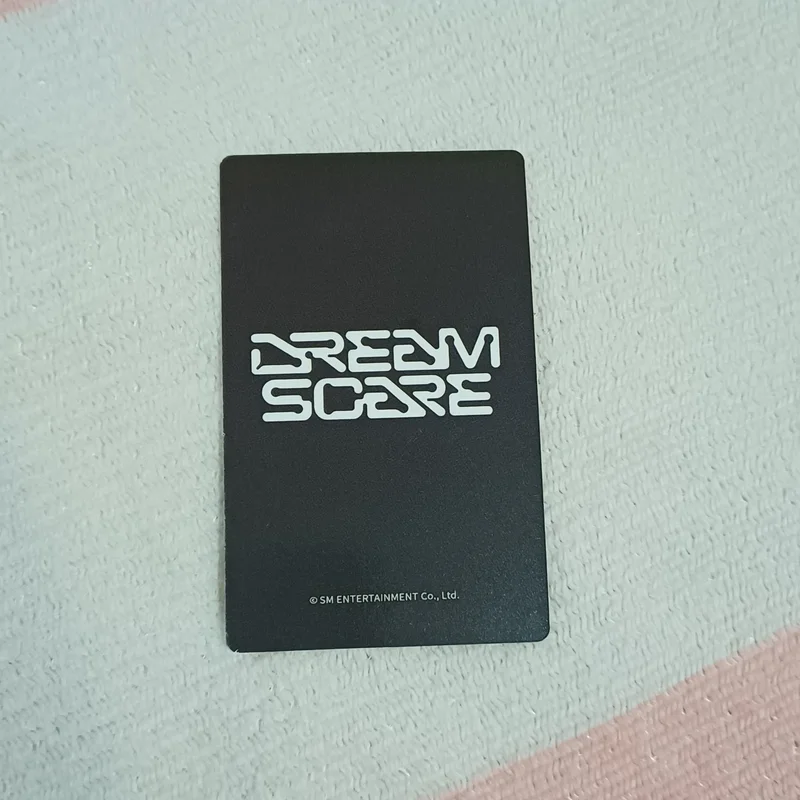 DREAM
SCARE
© SM ENTERTAINMENT Co., Ltd.